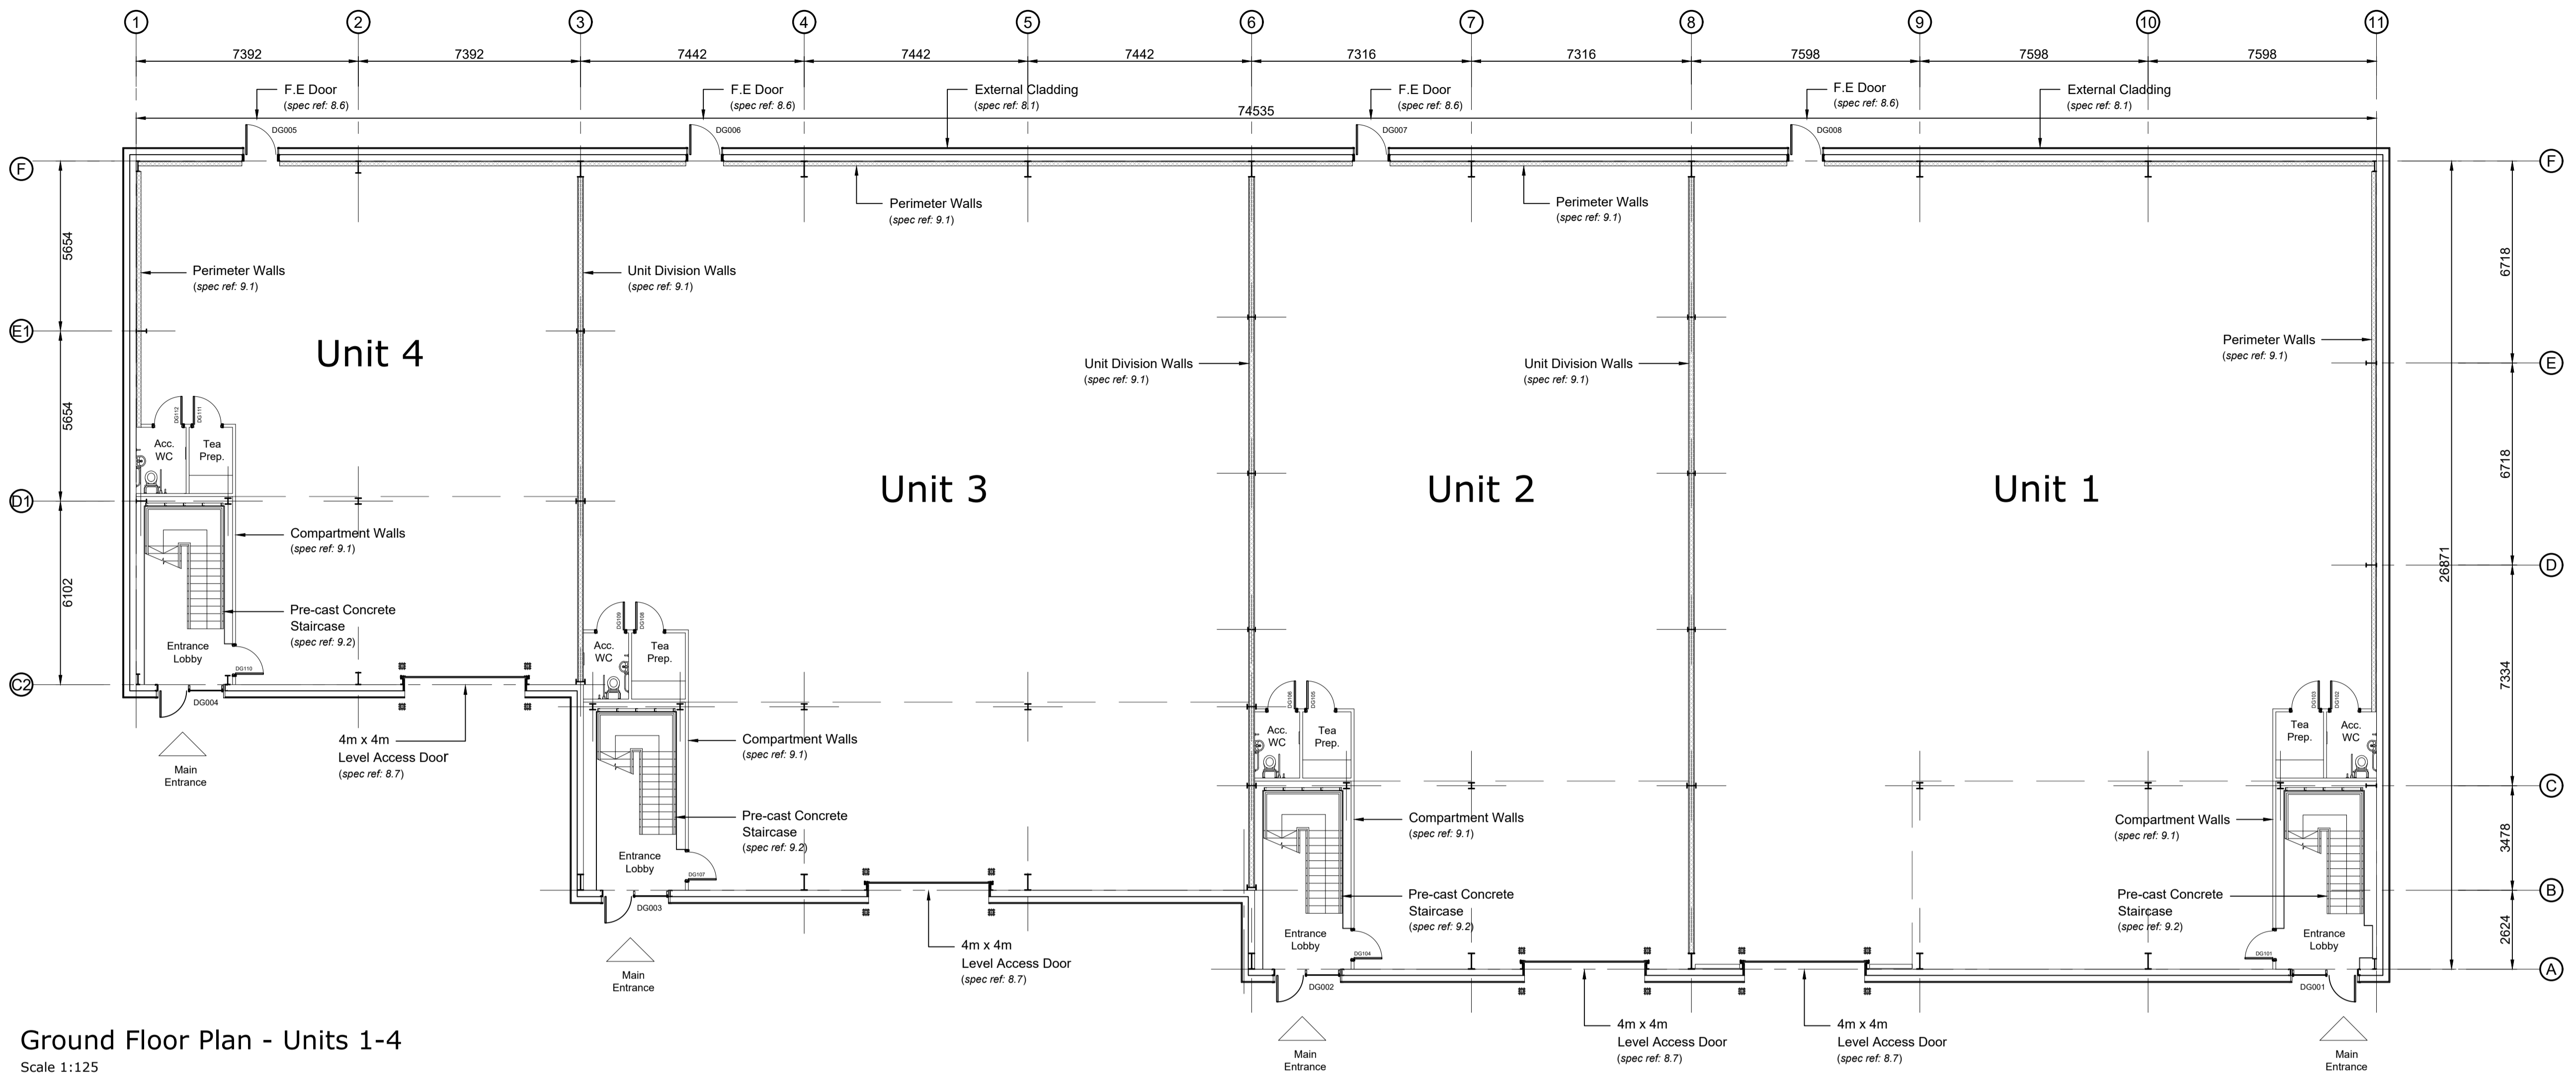 1 2 3 4 5 6 7 8 9 10 11
7392 7392 7442 7442 7442 7316 7316 7598 7598 7598
F.E Door
(spec ref: 8.6)
F.E Door
(spec ref: 8.6)
External Cladding
(spec ref: 8.1)
F.E Door
(spec ref: 8.6)
F.E Door
(spec ref: 8.6)
External Cladding
(spec ref: 8.1)
74535
DG005
DG006
DG007
DG008
F
F
Perimeter Walls
(spec ref: 9.1)
Perimeter Walls
(spec ref: 9.1)
5654
6718
Perimeter Walls
(spec ref: 9.1)
Unit Division Walls
(spec ref: 9.1)
E1
Unit 4
Unit Division Walls
(spec ref: 9.1)
Unit Division Walls
(spec ref: 9.1)
Perimeter Walls
(spec ref: 9.1)
E
5654
6718
DG112
DG111
Acc.
WC
Tea
Prep.
Unit 3
Unit 2
Unit 1
D1
Compartment Walls
(spec ref: 9.1)
26871
D
6102
Pre-cast Concrete
Staircase
(spec ref: 9.2)
Entrance
Lobby
DG110
C2
DG004
Main
Entrance
4m x 4m
Level Access Door
(spec ref: 8.7)
DG109
DG108
Acc.
WC
Tea
Prep.
7334
Compartment Walls
(spec ref: 9.1)
Pre-cast Concrete
Staircase
(spec ref: 9.2)
Entrance
Lobby
DG107
DG003
Main
Entrance
4m x 4m
Level Access Door
(spec ref: 8.7)
DG106
DG105
Acc.
WC
Tea
Prep.
Compartment Walls
(spec ref: 9.1)
Pre-cast Concrete
Staircase
(spec ref: 9.2)
Entrance
Lobby
DG104
DG002
Main
Entrance
4m x 4m
Level Access Door
(spec ref: 8.7)
4m x 4m
Level Access Door
(spec ref: 8.7)
DG103
DG102
Tea
Prep.
Acc.
WC
C
Compartment Walls
(spec ref: 9.1)
3478
Pre-cast Concrete
Staircase
(spec ref: 9.2)
B
Entrance
Lobby
2624
DG101
A
DG001
Main
Entrance
Ground Floor Plan - Units 1-4
Scale 1:125